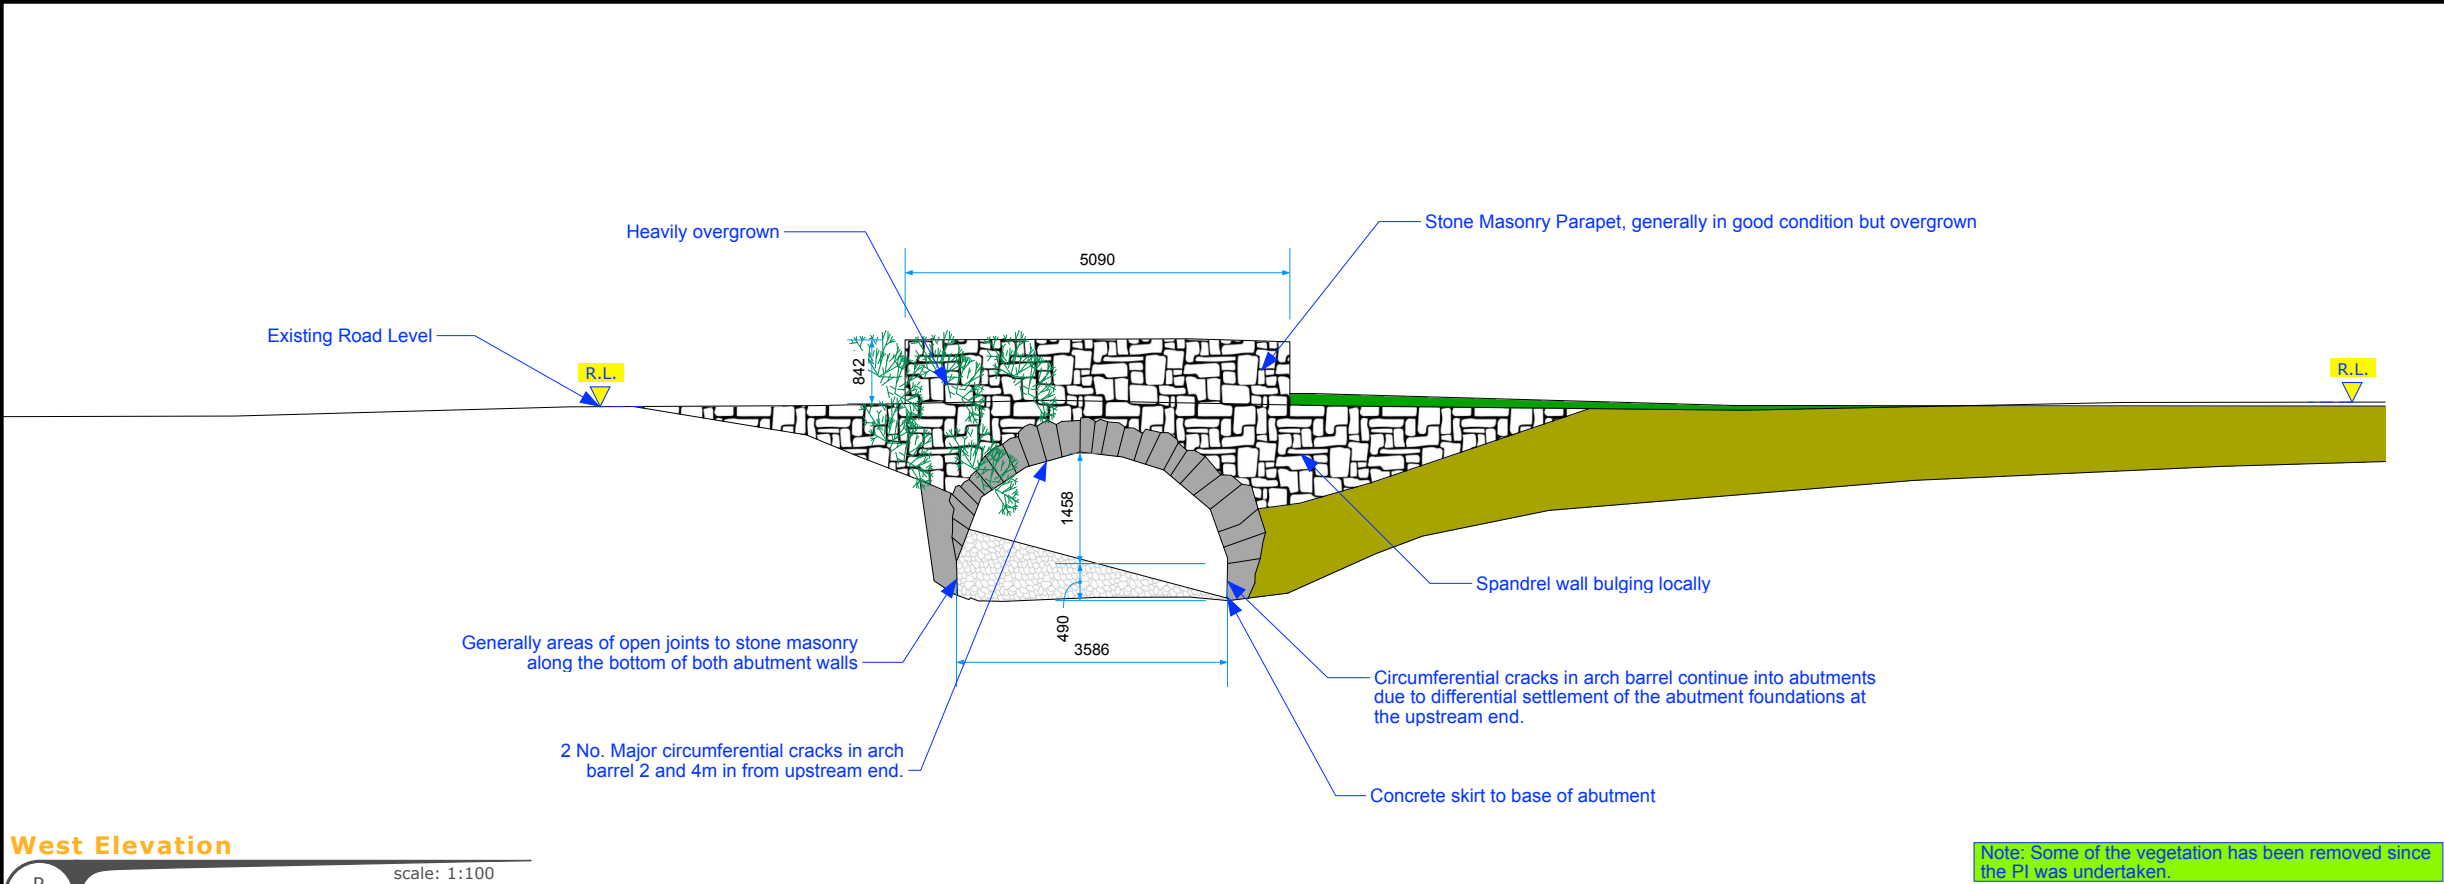 Heavily overgrown
Stone Masonry Parapet, generally in good condition but overgrown
5090
Existing Road Level
R.L.
842
R.L.
1458
490
3586
Spandrel wall bulging locally
Generally areas of open joints to stone masonry
along the bottom of both abutment walls
Circumferential cracks in arch barrel continue into abutments
due to differential settlement of the abutment foundations at
the upstream end.
2 No. Major circumferential cracks in arch
barrel 2 and 4m in from upstream end.
Concrete skirt to base of abutment
West Elevation
scale: 1:100
Note: Some of the vegetation has been removed since
the PI was undertaken.